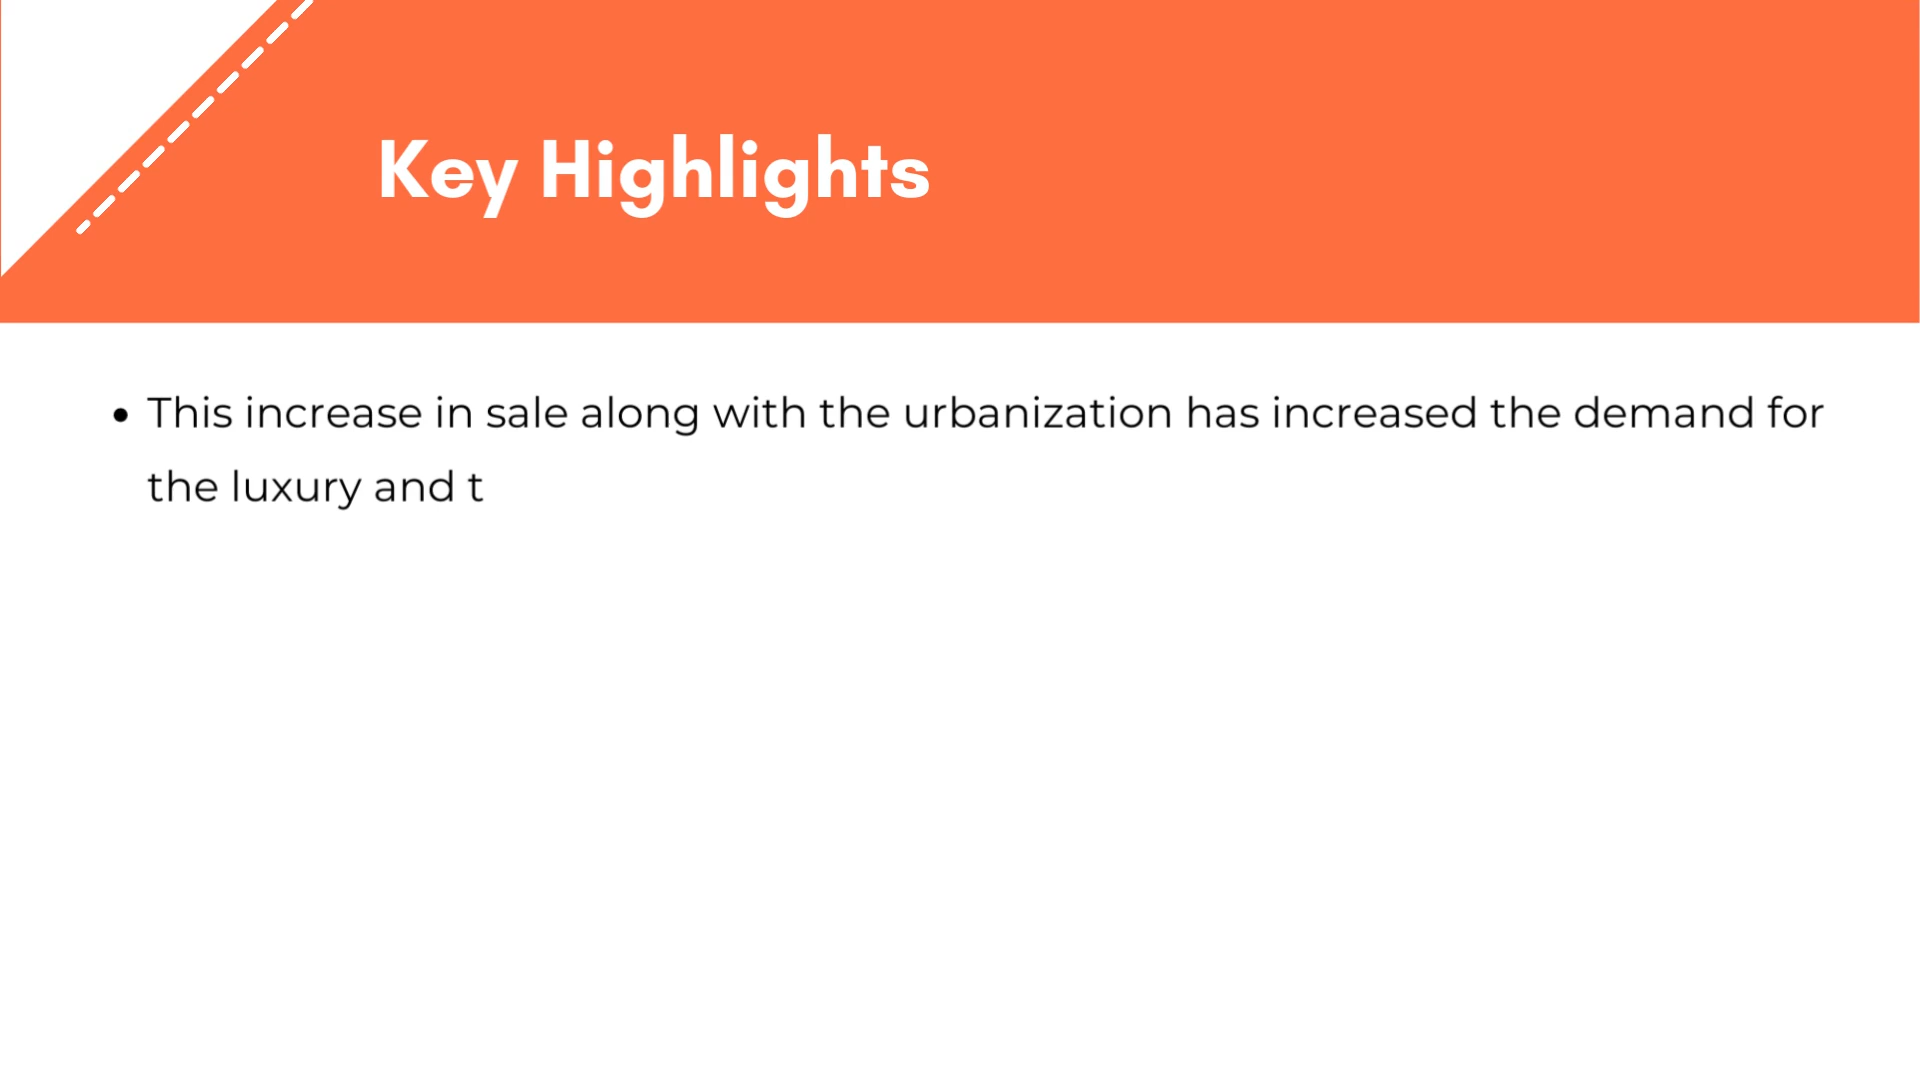 Key Highlights
• This increase in sale along with the urbanization has increased the demand for
the luxury and t